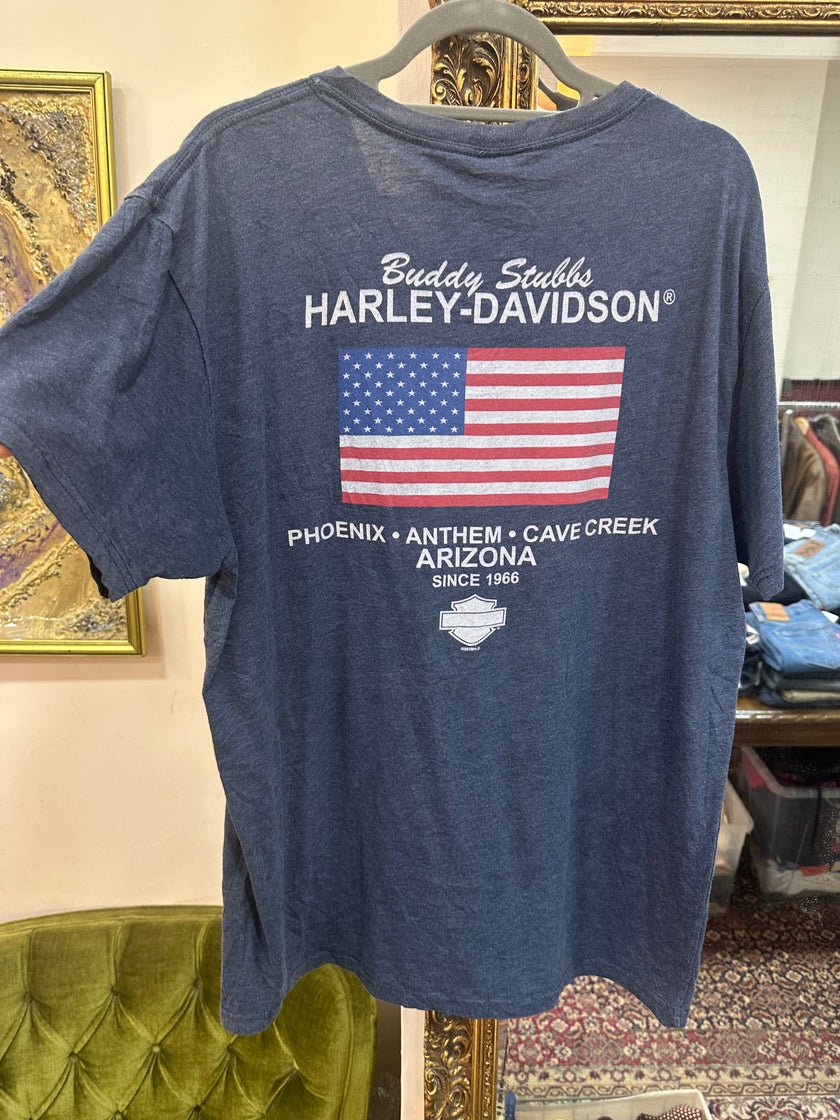 Buddy Stubbs
HARLEY-DAVIDSON®
PHOENIX • ANTHEM • CAVE CREEK
ARIZONA
SINCE 1966